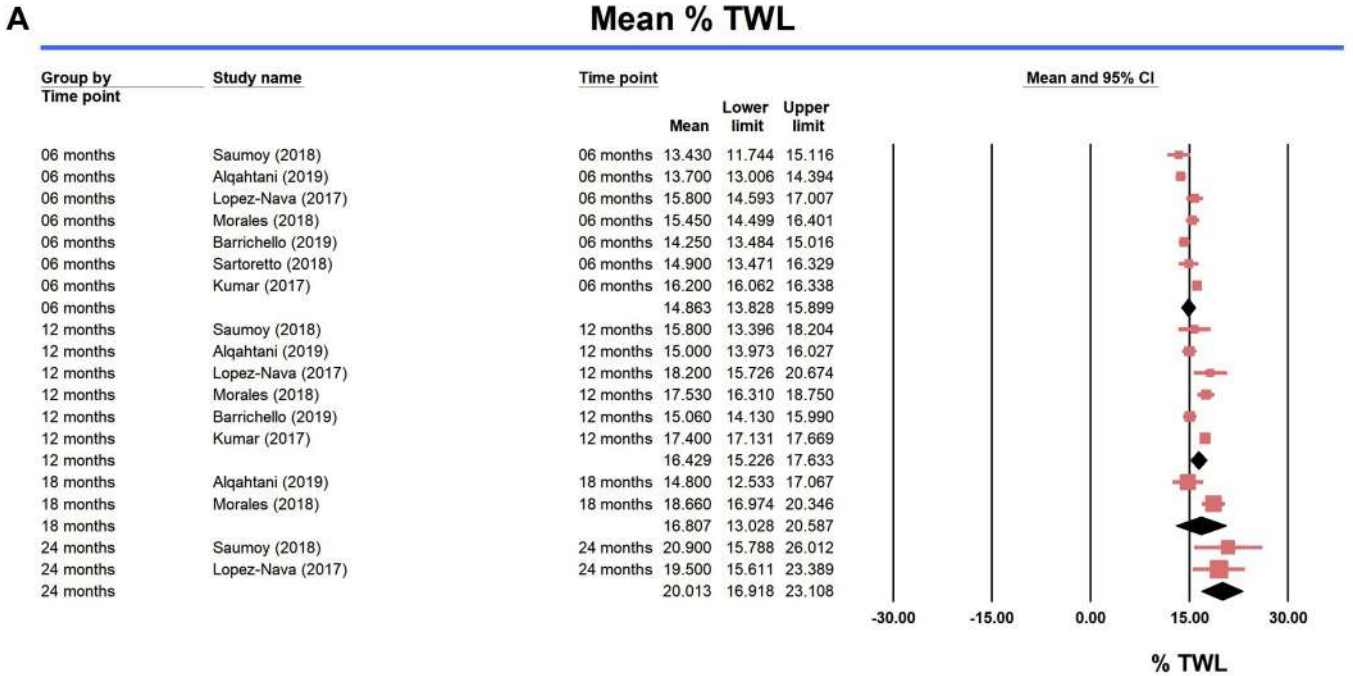 A
Mean % TWL
Group by Study name Time point Mean and 95% CI
Time point
Lower Upper
Mean limit limit
06 months Saumoy (2018) 06 months 13.430 11.744 15.116
06 months Alqahtani (2019) 06 months 13.700 13.006 14.394
06 months Lopez-Nava (2017) 06 months 15.800 14.593 17.007
06 months Morales (2018) 06 months 15.450 14.499 16.401
06 months Barrichello (2019) 06 months 14.250 13.484 15.016
06 months Sartoretto (2018) 06 months 14.900 13.471 16.329
06 months Kumar (2017) 06 months 16.200 16.062 16.338
06 months 14.863 13.828 15.899
12 months Saumoy (2018) 12 months 15.800 13.396 18.204
12 months Alqahtani (2019) 12 months 15.000 13.973 16.027
12 months Lopez-Nava (2017) 12 months 18.200 15.726 20.674
12 months Morales (2018) 12 months 17.530 16.310 18.750
12 months Barrichello (2019) 12 months 15.060 14.130 15.990
12 months Kumar (2017) 12 months 17.400 17.131 17.669
12 months 16.429 15.226 17.633
18 months Alqahtani (2019) 18 months 14.800 12.533 17.067
18 months Morales (2018) 18 months 18.660 16.974 20.346
18 months 16.807 13.028 20.587
24 months Saumoy (2018) 24 months 20.900 15.788 26.012
24 months Lopez-Nava (2017) 24 months 19.500 15.611 23.389
24 months 20.013 16.918 23.108
-30.00 -15.00 0.00 15.00 30.00
% TWL